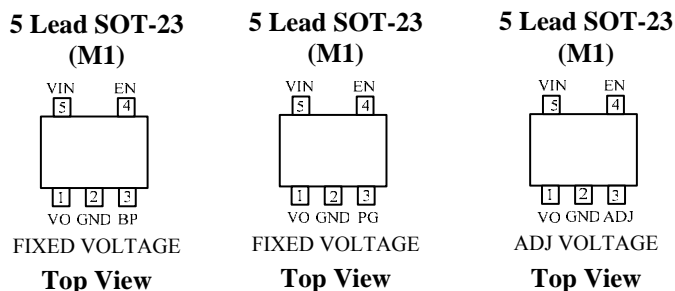 5 Lead SOT-23
(M1)
VIN EN
5 4
1 2 3
VO GND BP
FIXED VOLTAGE
Top View
5 Lead SOT-23
(M1)
VIN EN
5 4
1 2 3
VO GND PG
FIXED VOLTAGE
Top View
5 Lead SOT-23
(M1)
VIN EN
5 4
1 2 3
VO GND ADJ
ADJ VOLTAGE
Top View